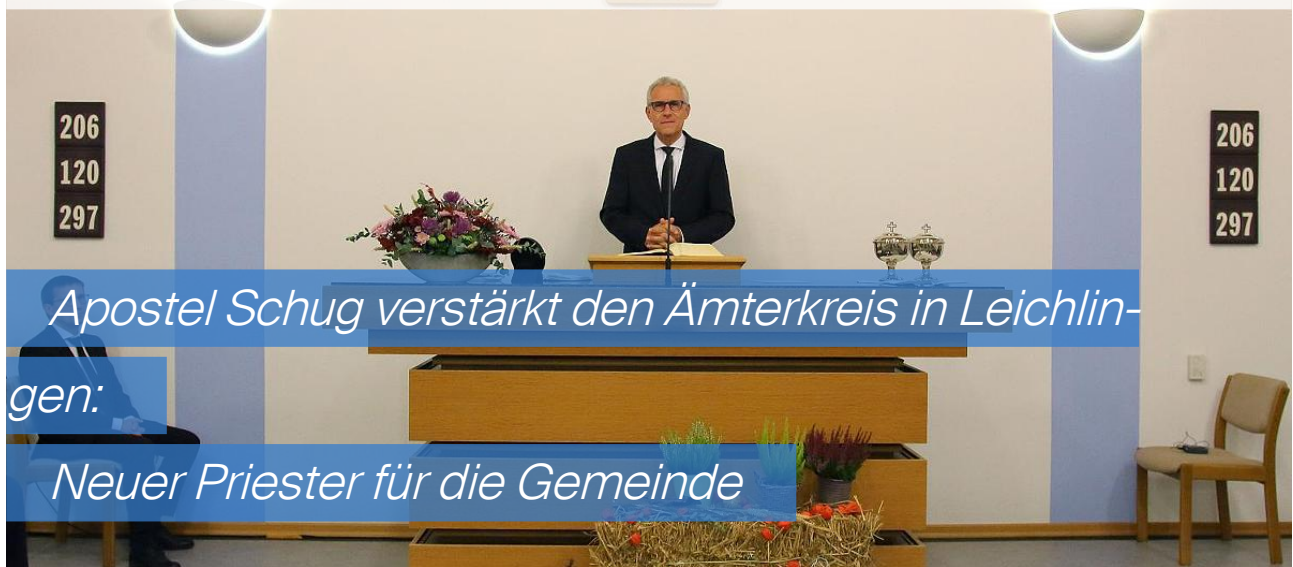 206
120
297
206
120
297
Apostel Schug verstärkt den Ämterkreis in Leichlin-
gen:
Neuer Priester für die Gemeinde